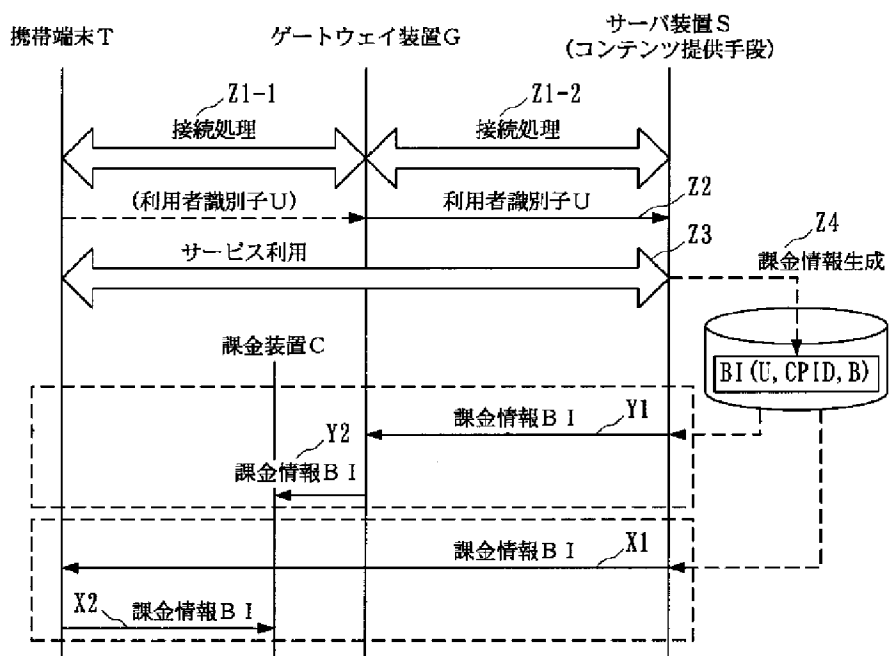 携帯端末T
ゲートウェイ装置G
サーバ装置S
(コンテンツ提供手段)
Z1-1
接続処理
Z1-2
接続処理
(利用者識別子U)
利用者識別子U
Z2
サービス利用
Z3
Z4
課金情報生成
課金装置C
BI(U, CPID, B)
課金情報BI
Y1
Y2
課金情報BI
課金情報BI
X1
X2
課金情報BI